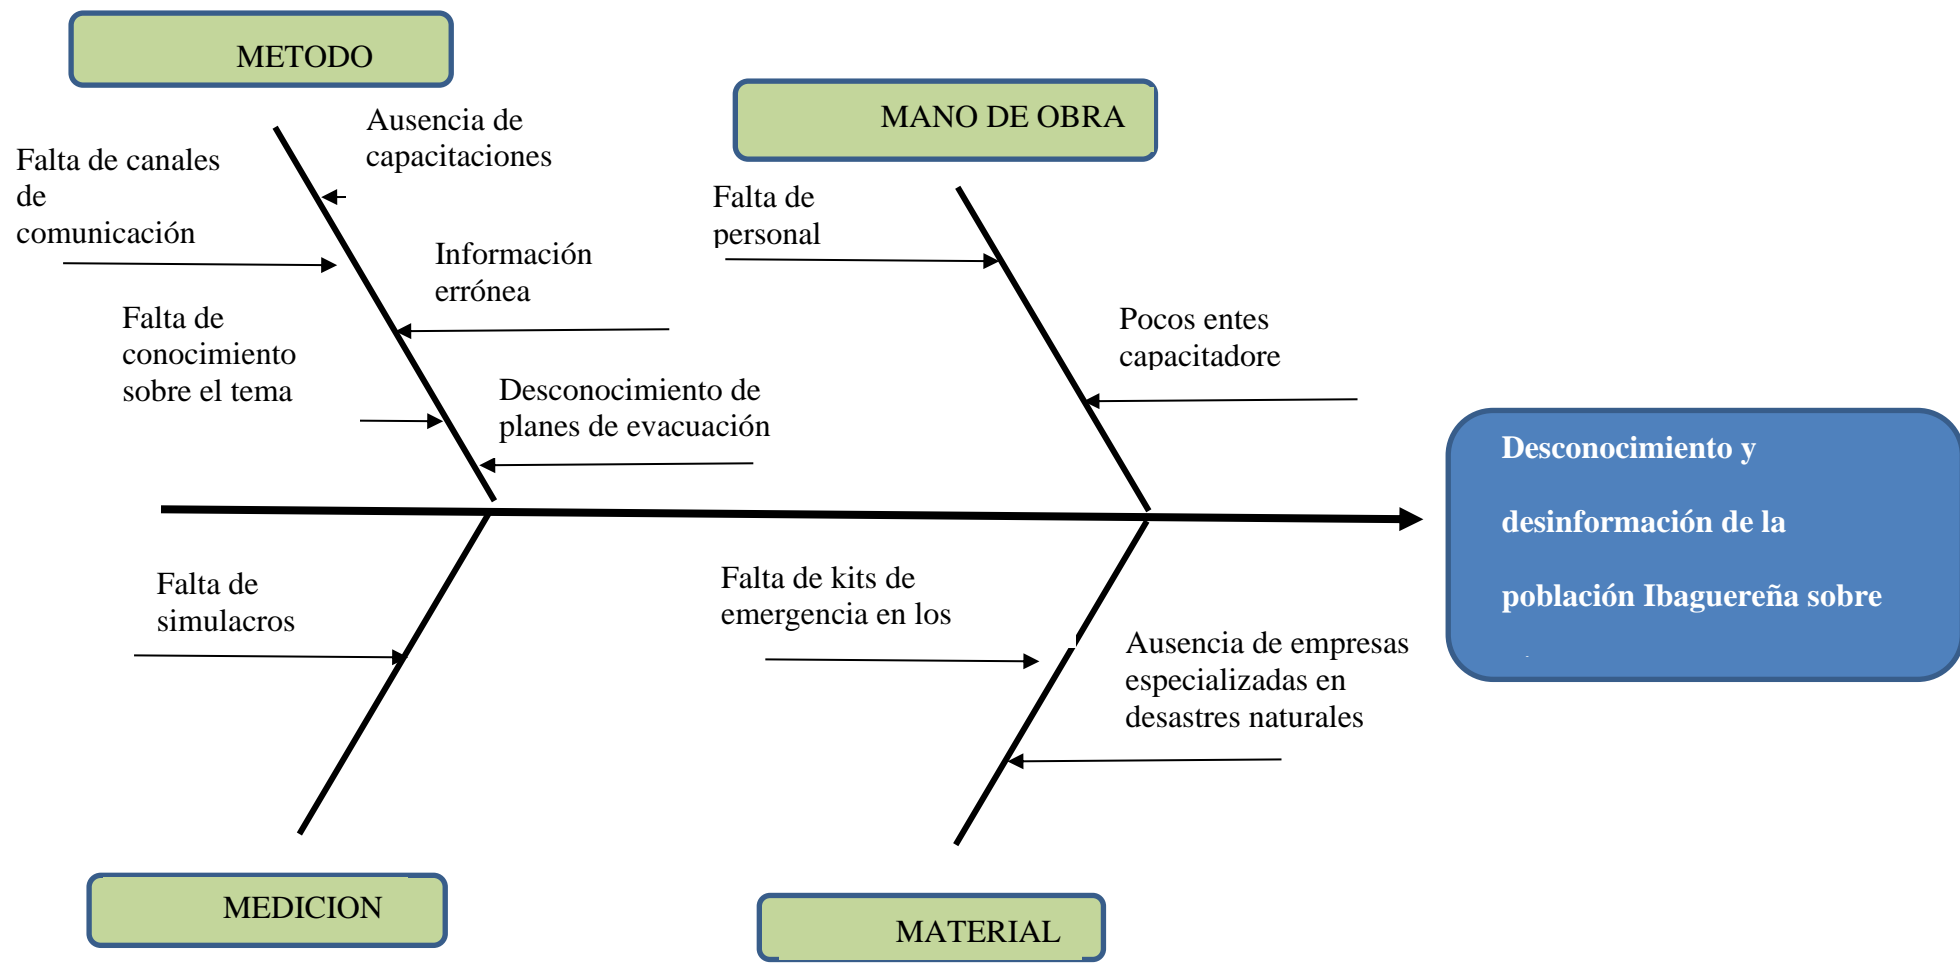 METODO
MANO DE OBRA
Ausencia de
capacitaciones
Falta de canales
de
comunicación
Falta de
personal
Información
errónea
Falta de
conocimiento
sobre el tema
Pocos entes
capacitadore
Desconocimiento de
planes de evacuación
Desconocimiento y
desinformación de la
población Ibaguereña sobre
Falta de
simulacros
Falta de kits de
emergencia en los
Ausencia de empresas
especializadas en
desastres naturales
MEDICION
MATERIAL